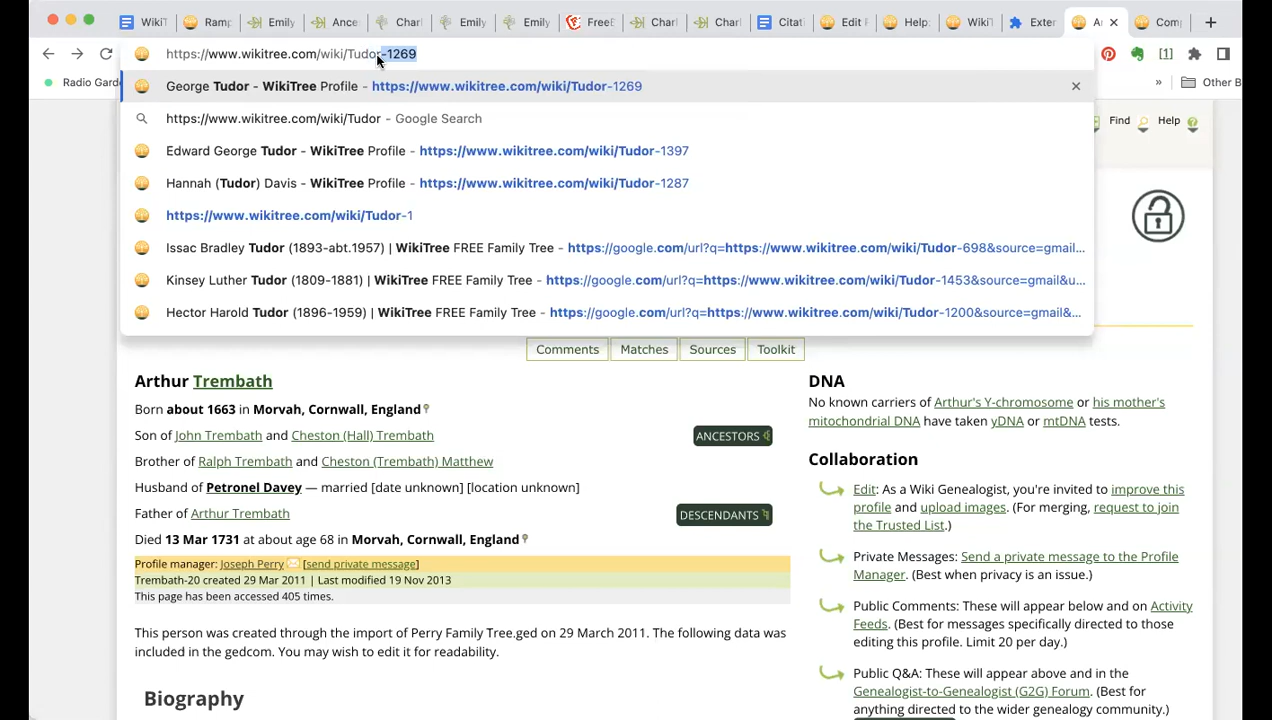 WikiT
Ramp
Emily
Ance
Charl
Emily
Emily
FreeE
Charl
Charl
Citati
Edit F
Help:
WikiT
Exter
Ar
Comp
https://www.wikitree.com/wiki/Tudor-1269
Radio Garde
Other B
George Tudor - WikiTree Profile - https://www.wikitree.com/wiki/Tudor-1269
https://www.wikitree.com/wiki/Tudor - Google Search
Edward George Tudor - WikiTree Profile - https://www.wikitree.com/wiki/Tudor-1397
Hannah (Tudor) Davis - WikiTree Profile - https://www.wikitree.com/wiki/Tudor-1287
https://www.wikitree.com/wiki/Tudor-1
Issac Bradley Tudor (1893-abt.1957) | WikiTree FREE Family Tree - https://google.com/url?q=https://www.wikitree.com/wiki/Tudor-698&source=gmail...
Kinsey Luther Tudor (1809-1881) | WikiTree FREE Family Tree - https://google.com/url?q=https://www.wikitree.com/wiki/Tudor-1453&source=gmail&u...
Hector Harold Tudor (1896-1959) | WikiTree FREE Family Tree - https://google.com/url?q=https://www.wikitree.com/wiki/Tudor-1200&source=gmail&...
Find
Help
Comments
Matches
Sources
Toolkit
Arthur Trembath
Born about 1663 in Morvah, Cornwall, England
Son of John Trembath and Cheston (Hall) Trembath
ANCESTORS
Brother of Ralph Trembath and Cheston (Trembath) Matthew
Husband of Petronel Davey — married [date unknown] [location unknown]
Father of Arthur Trembath
DESCENDANTS
Died 13 Mar 1731 at about age 68 in Morvah, Cornwall, England
Profile manager: Joseph Perry [send private message]
Trembath-20 created 29 Mar 2011 | Last modified 19 Nov 2013
This page has been accessed 405 times.
This person was created through the import of Perry Family Tree.ged on 29 March 2011. The following data was
included in the gedcom. You may wish to edit it for readability.
Biography
DNA
No known carriers of Arthur's Y-chromosome or his mother's
mitochondrial DNA have taken yDNA or mtDNA tests.
Collaboration
Edit: As a Wiki Genealogist, you're invited to improve this
profile and upload images. (For merging, request to join
the Trusted List.)
Private Messages: Send a private message to the Profile
Manager. (Best when privacy is an issue.)
Public Comments: These will appear below and on Activity
Feeds. (Best for messages specifically directed to those
editing this profile. Limit 20 per day.)
Public Q&A: These will appear above and in the
Genealogist-to-Genealogist (G2G) Forum. (Best for
anything directed to the wider genealogy community.)